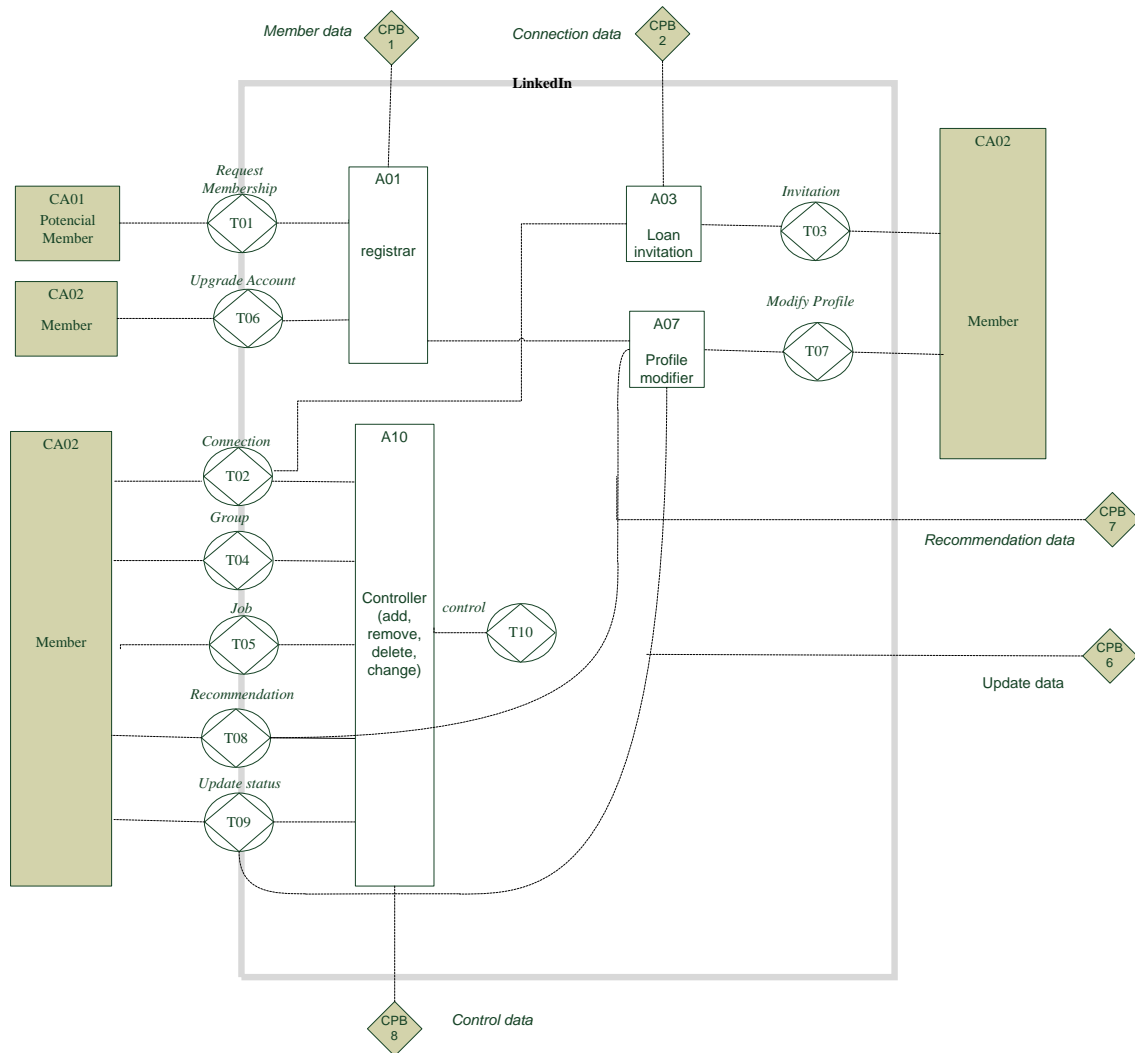 Member data
CPB
1
Connection data
CPB
2
LinkedIn
CA01
Potencial
Member
Request
Membership
T01
A01
registrar
A03
Loan
invitation
Invitation
T03
CA02
Member
CA02
Member
Upgrade Account
T06
A07
Profile
modifier
Modify Profile
T07
CA02
Member
Connection
T02
Group
T04
Job
T05
Recommendation
T08
Update status
T09
A10
Controller
(add,
remove,
delete,
change)
control
T10
CPB
7
Recommendation data
CPB
6
Update data
CPB
8
Control data